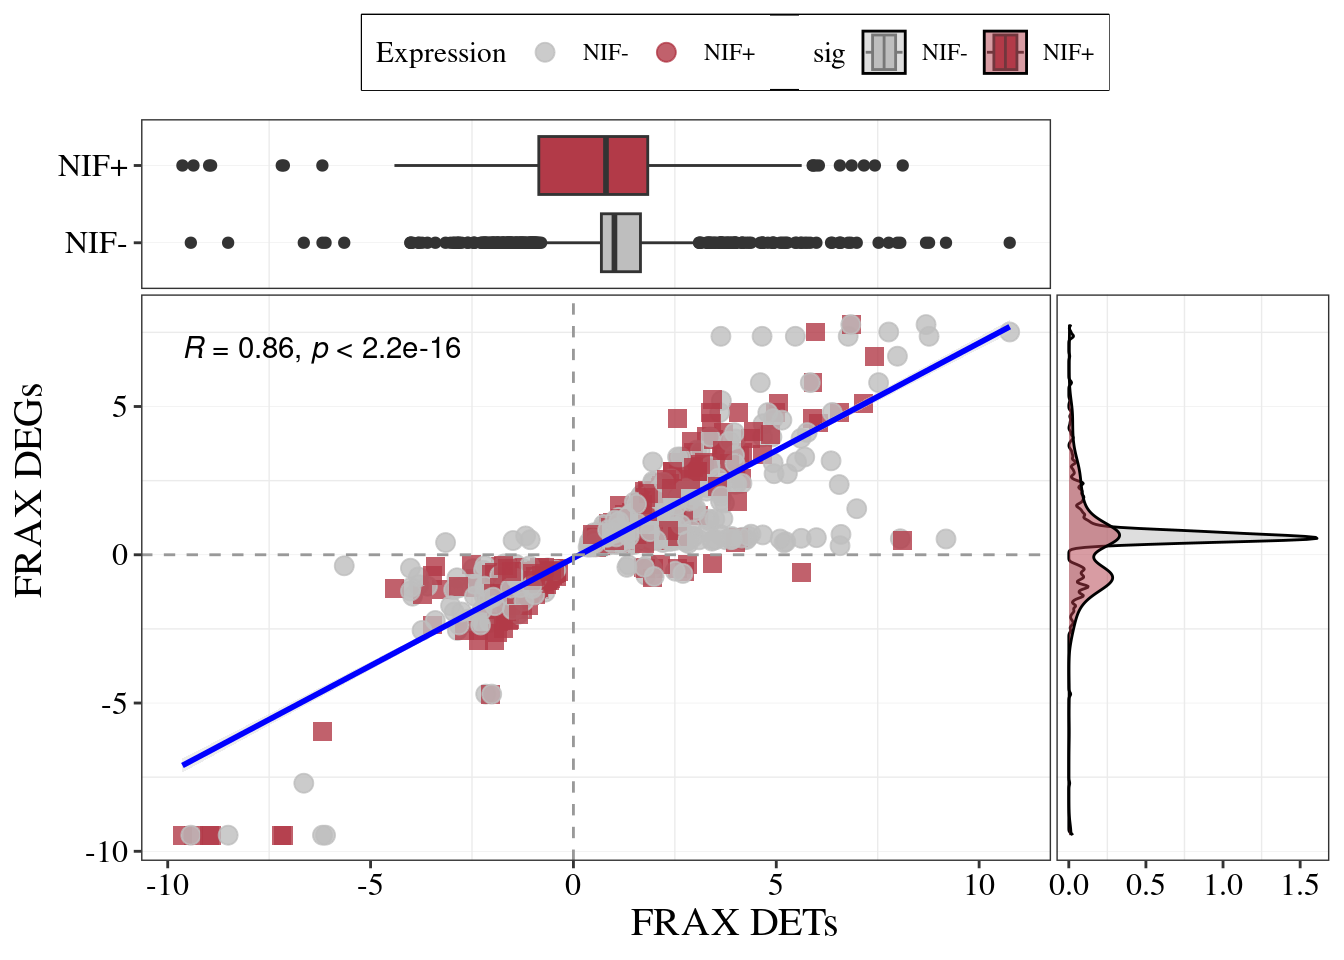 Expression NIF- NIF+ sig NIF- NIF+
NIF+
NIF-
R = 0.86, p < 2.2e-16
FRAX DEGs
5
0
-5
-10
-10 -5 0 5 10 0.0 0.5 1.0 1.5
FRAX DETs